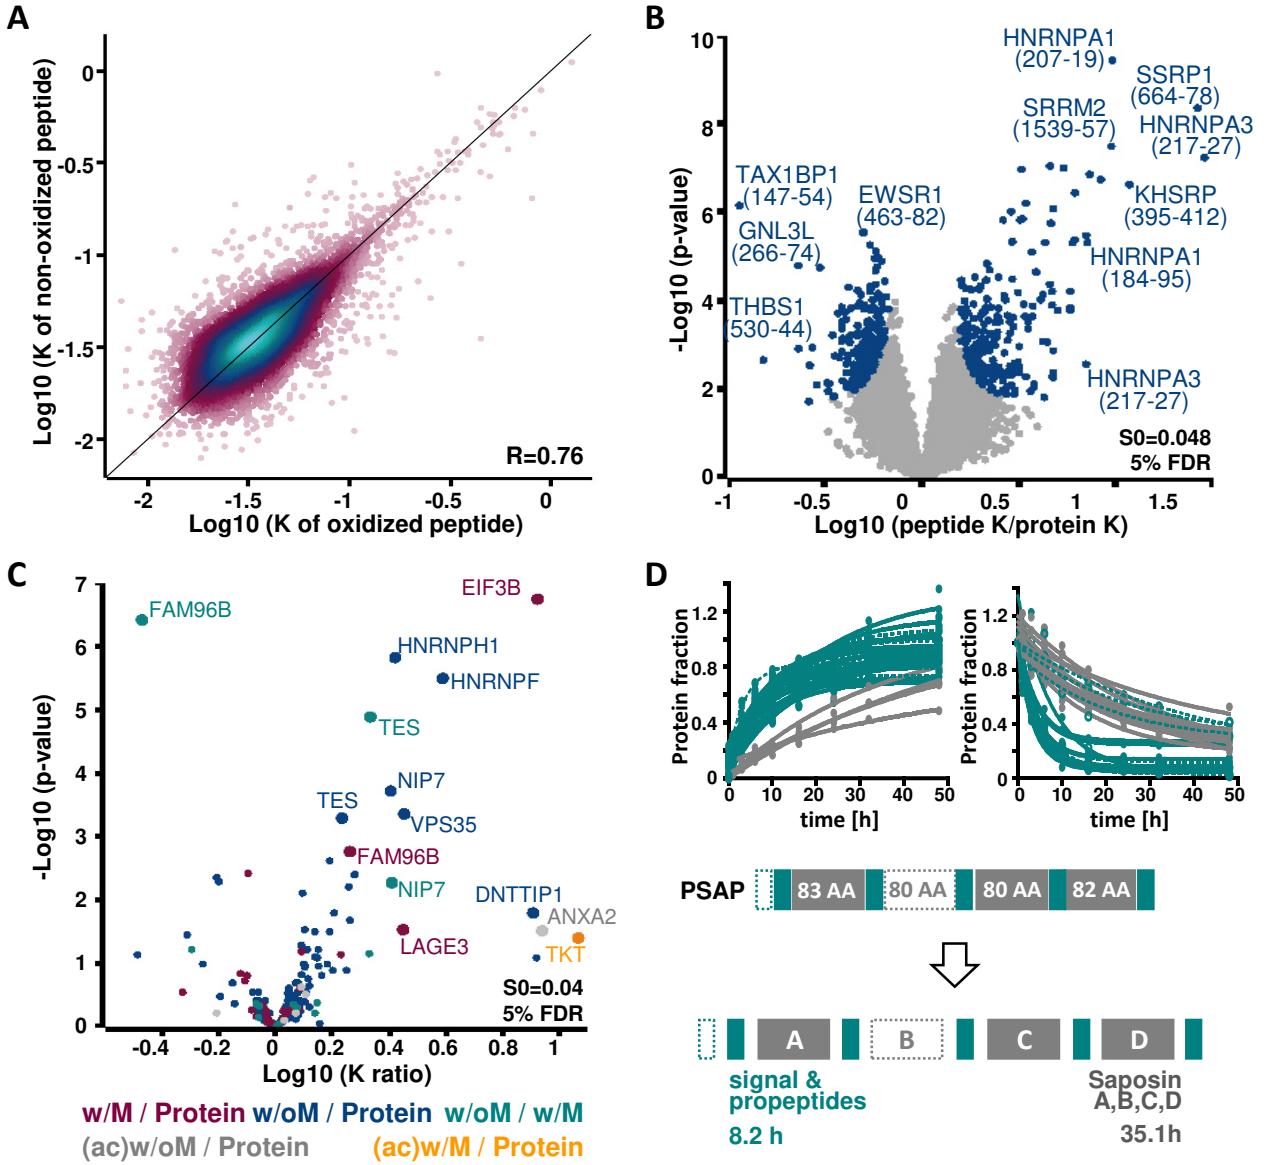 A
Log10 (K of non-oxidized peptide)
0
-0.5
-1
-1.5
-2
R=0.76
-2
-1.5
-1
-0.5
0
Log10 (K of oxidized peptide)
B
-Log10 (p-value)
10
8
6
4
2
0
HNRNPA1
(207-19)
SSRP1
(664-78)
SRRM2
(1539-57)
HNRNPA3
(217-27)
TAX1BP1
(147-54)
EWSR1
(463-82)
KHSRP
(395-412)
GNL3L
(266-74)
HNRNPA1
(184-95)
THBS1
(530-44)
HNRNPA3
(217-27)
S0=0.048
5% FDR
-1
-0.5
0
0.5
1
1.5
Log10 (peptide K/protein K)
C
-Log10 (p-value)
7
6
5
4
3
2
1
0
EIF3B
FAM96B
HNRNPH1
HNRNPF
TES
NIP7
TES
VPS35
FAM96B
NIP7
DNTTIP1
ANXA2
LAGE3
TKT
S0=0.04
5% FDR
-0.4
-0.2
0
0.2
0.4
0.6
0.8
1
Log10 (K ratio)
w/M / Protein w/oM / Protein w/oM / w/M
(ac)w/oM / Protein (ac)w/M / Protein
D
Protein fraction
1.2
0.8
0.4
0
0
10
20
30
40
50
time [h]
Protein fraction
1.2
0.8
0.4
0
0
10
20
30
40
50
time [h]
PSAP
83 AA
80 AA
80 AA
82 AA
A
B
C
D
signal &
propeptides
8.2 h
Saposin
A,B,C,D
35.1h